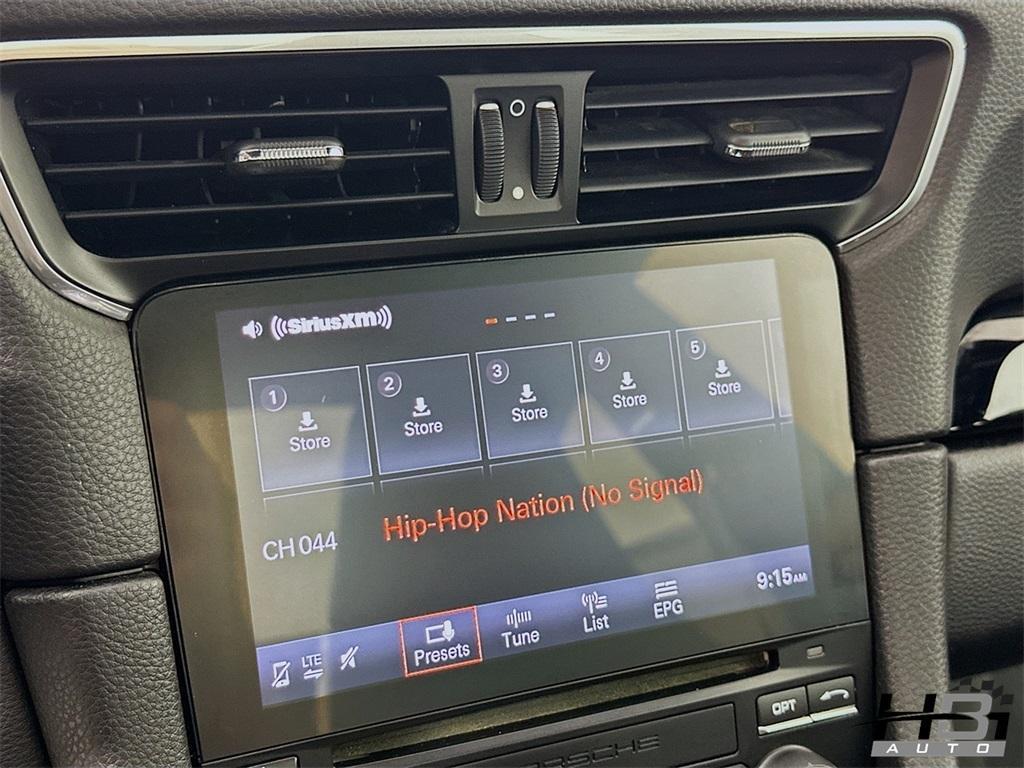 ((SiriusXm))
1
Store
2
Store
3
Store
4
Store
5
Store
Hip-Hop Nation (No Signal)
CH 044
LTE
Presets
Tune
List
EPG
9:15AM
OPT
PORSCHE
HBI
AUTO